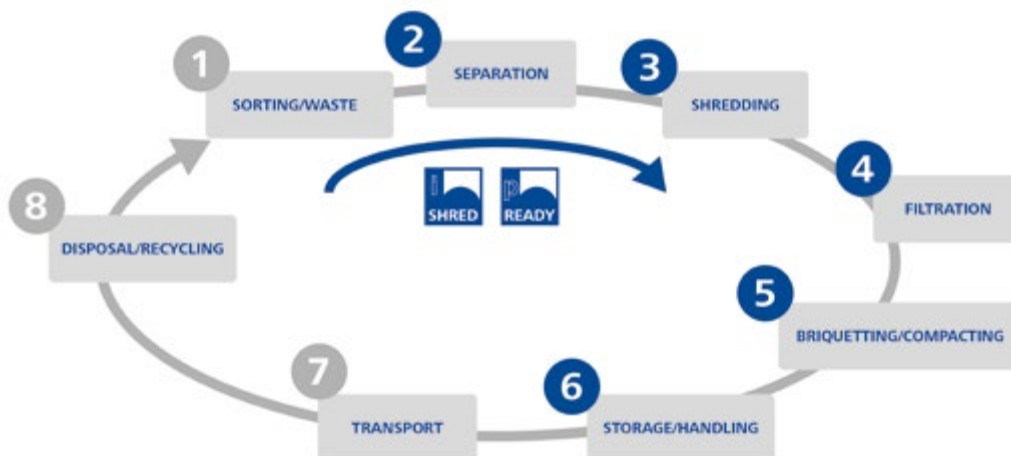 1
SORTING/WASTE
2
SEPARATION
3
SHREDDING
4
FILTRATION
5
BRIQUETTING/COMPACTING
6
STORAGE/HANDLING
7
TRANSPORT
8
DISPOSAL/RECYCLING
i
SHRED
p
READY